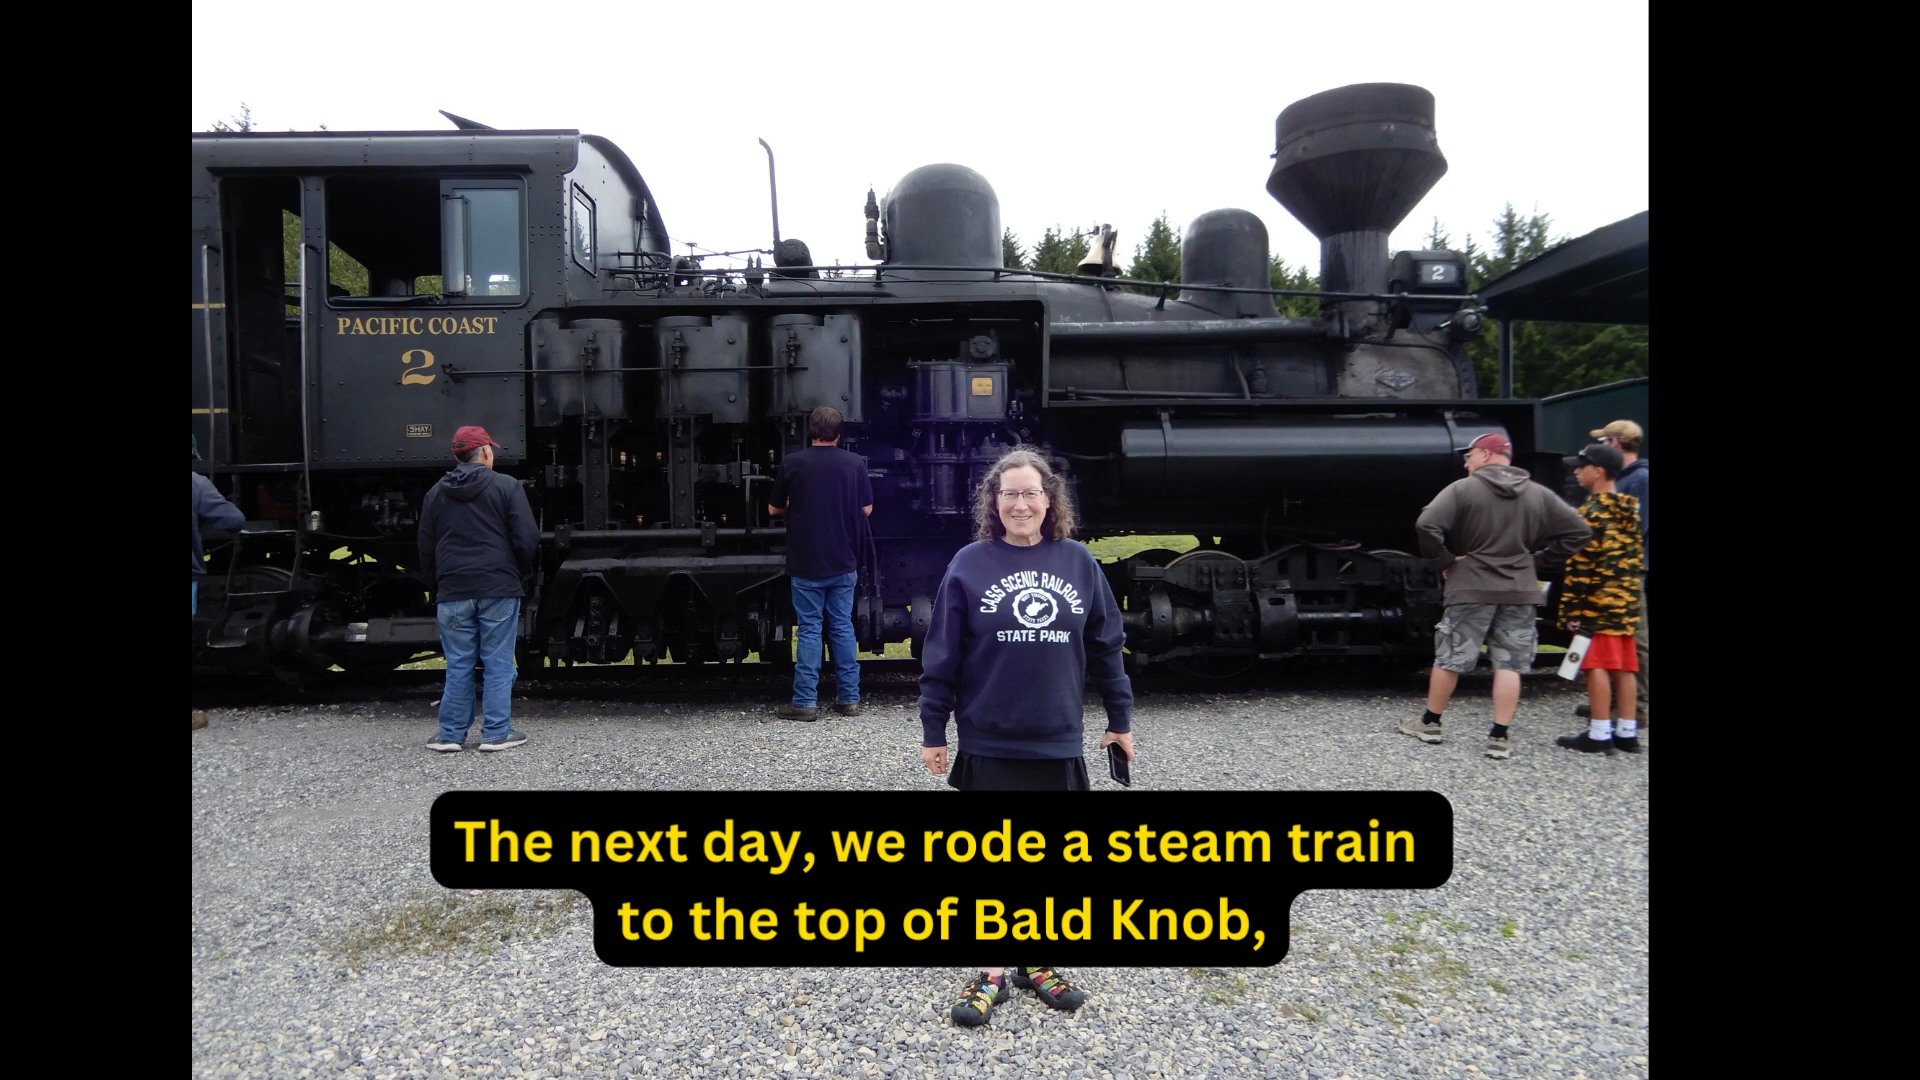 2
PACIFIC COAST
2
SHAY
CASS SCENIC RAILROAD
STATE PARK
The next day, we rode a steam train
to the top of Bald Knob,